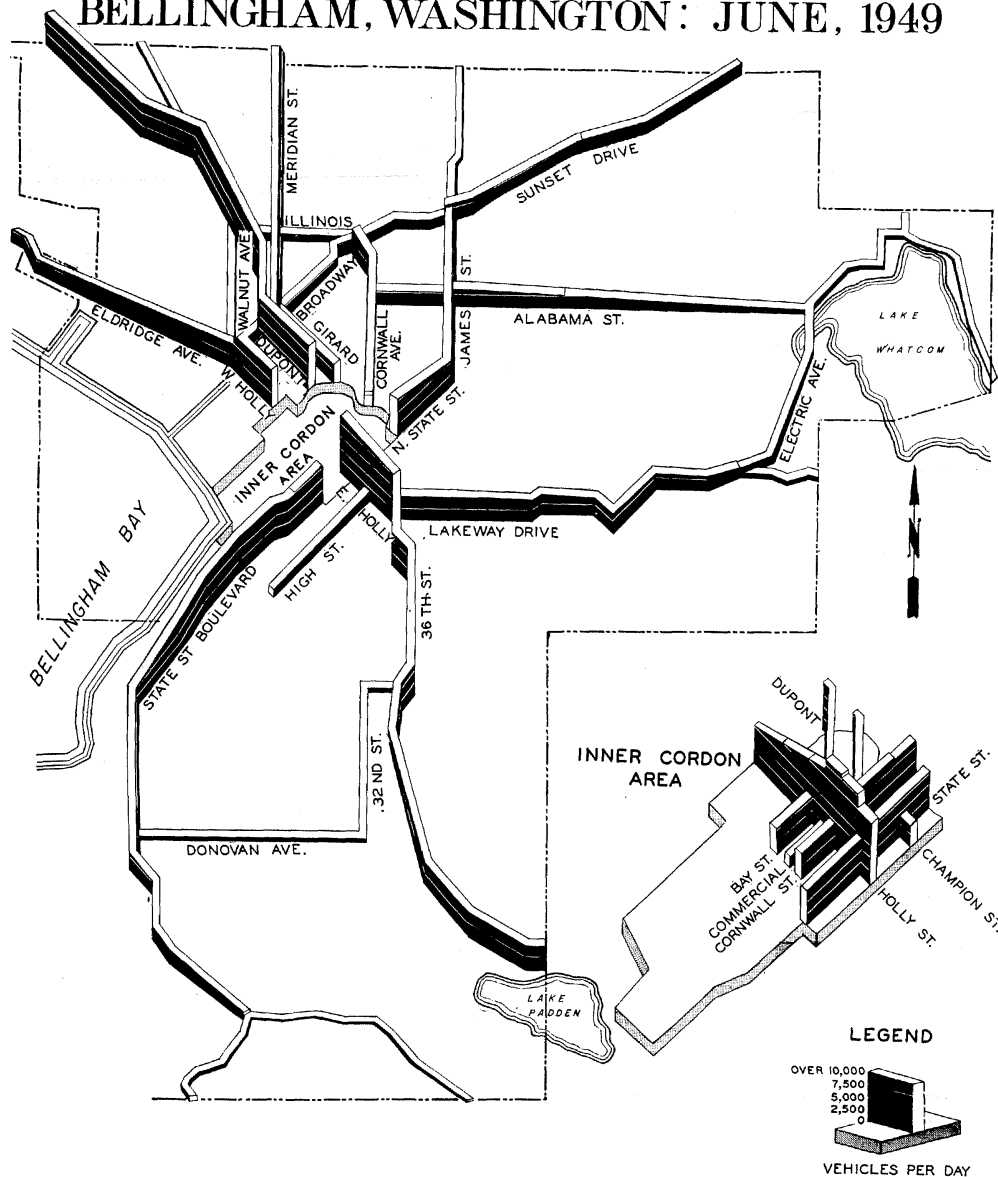 BELLINGHAM, WASHINGTON: JUNE, 1949
MERIDIAN ST.
SUNSET DRIVE
ILLINOIS
WALNUT AVE.
BROADWAY
GIRARD
DUPONT
ELDRIDGE AVE.
W HOLLY
CORNWALL
AVE.
JAMES ST.
ALABAMA ST.
LAKE
WHATCOM
ELECTRIC AVE.
N. STATE ST.
INNER CORDON
AREA
E. HOLLY
LAKEWAY DRIVE
HIGH ST.
BELLINGHAM BAY
STATE ST BOULEVARD
36 TH ST.
N
32 ND ST.
DONOVAN AVE.
LAKE
PADDEN
DUPONT
INNER CORDON
AREA
STATE ST.
BAY ST.
COMMERCIAL
CORNWALL ST.
CHAMPION ST.
HOLLY ST.
LEGEND
OVER 10,000
7,500
5,000
2,500
0
VEHICLES PER DAY